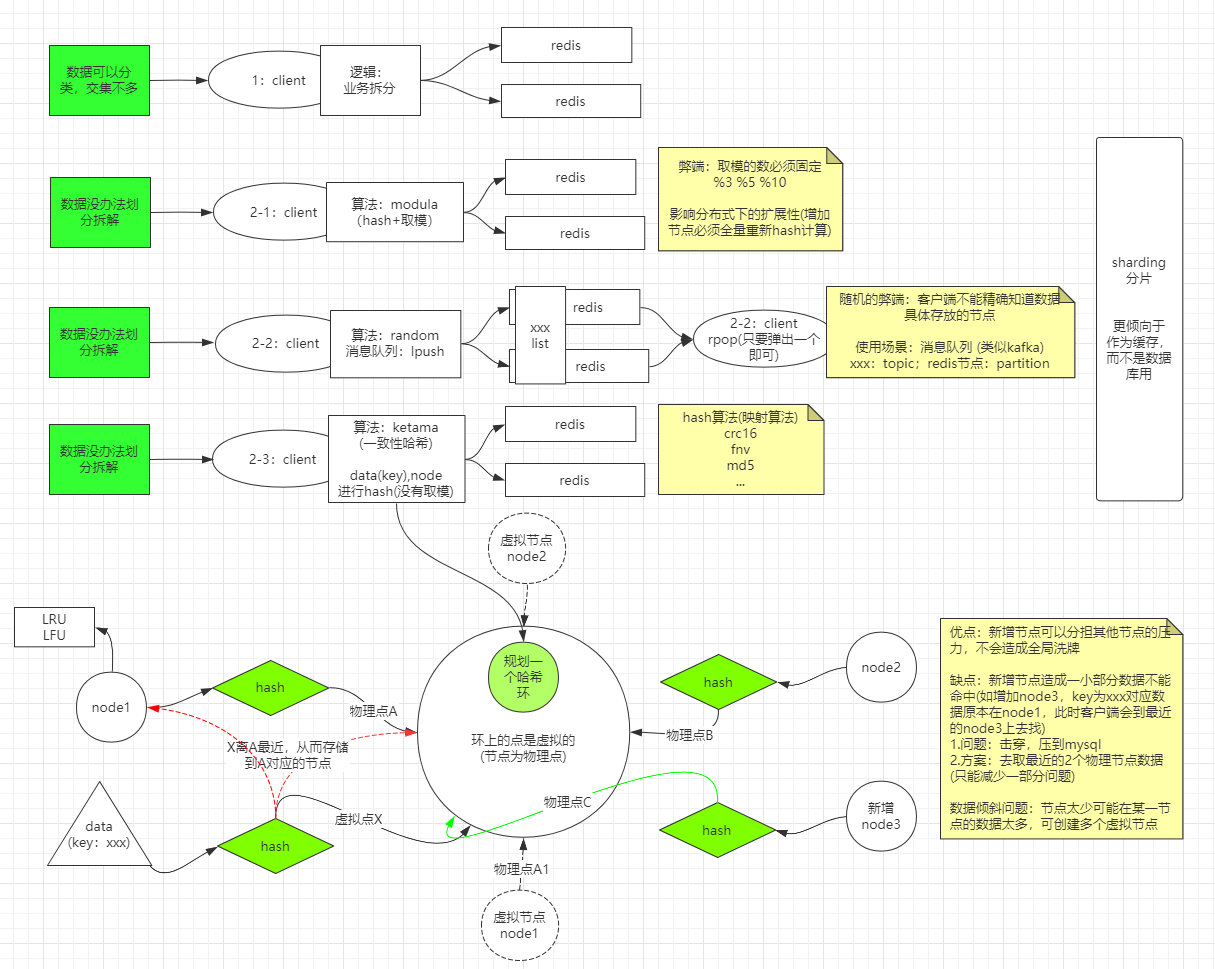 数据可以分
类，交集不多
1：client
逻辑：
业务拆分
redis
redis
数据没办法划
分拆解
2-1：client
算法：modula
（hash+取模）
redis
redis
弊端：取模的数必须固定
%3 %5 %10
影响分布式下的扩展性(增加
节点必须全量重新hash计算)
sharding
分片
更倾向于
作为缓存，
而不是数据
库用
数据没办法划
分拆解
2-2：client
算法：random
消息队列：lpush
xxx
list
redis
redis
2-2：client
rpop(只要弹出一个
即可)
随机的弊端：客户端不能精确知道数据
具体存放的节点
使用场景：消息队列 (类似kafka)
xxx：topic；redis节点：partition
数据没办法划
分拆解
2-3：client
算法：ketama
(一致性哈希)
data(key),node
进行hash(没有取模)
redis
redis
hash算法(映射算法)
crc16
fnv
md5
...
虚拟节点
node2
LRU
LFU
node1
hash
物理点A
规划一
个哈希
环
环上的点是虚拟的
(节点为物理点)
hash
物理点B
node2
X离A最近，从而存储
到A对应的节点
data
(key：xxx)
hash
虚拟点X
物理点C
hash
新增
node3
物理点A1
虚拟节点
node1
优点：新增节点可以分担其他节点的压
力，不会造成全局洗牌
缺点：新增节点造成一小部分数据不能
命中(如增加node3，key为xxx对应数
据原本在node1，此时客户端会到最近
的node3上去找)
1.问题：击穿，压到mysql
2.方案：去取最近的2个物理节点数据
(只能减少一部分问题)
数据倾斜问题：节点太少可能在某一节
点的数据太多，可创建多个虚拟节点